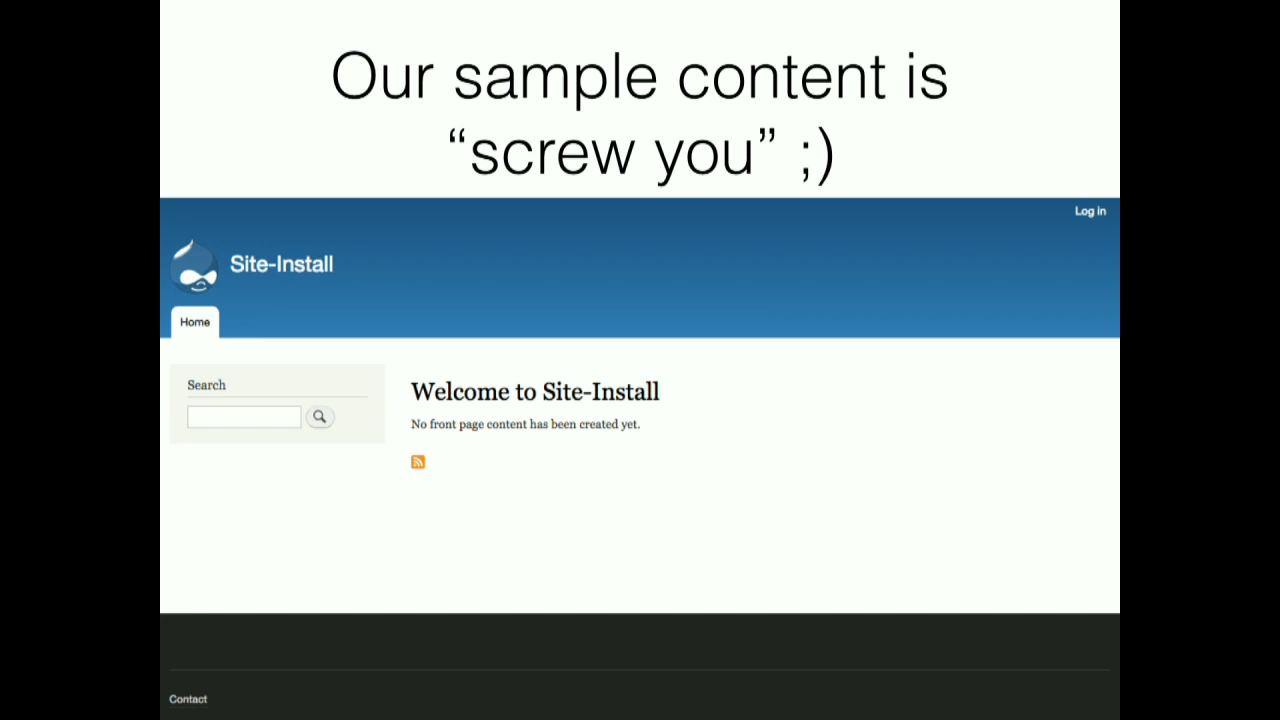 Our sample content is
“screw you” ;)
Log in
Site-Install
Home
Search
Welcome to Site-Install
No front page content has been created yet.
Contact